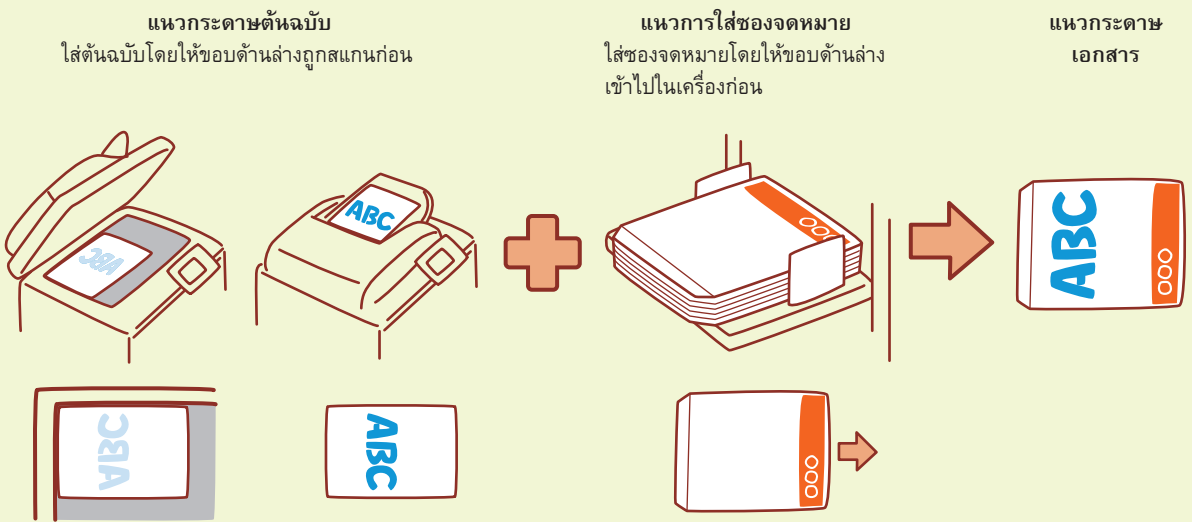 แนวกระดาษต้นฉบับ
ใส่ต้นฉบับโดยให้ขอบด้านล่างถูกสแกนก่อน
แนวการใส่ซองจดหมาย
ใส่ซองจดหมายโดยให้ขอบด้านล่าง
เข้าไปในเครื่องก่อน
แนวกระดาษ
เอกสาร
ABC
ABC
ABC
ABC
ABC